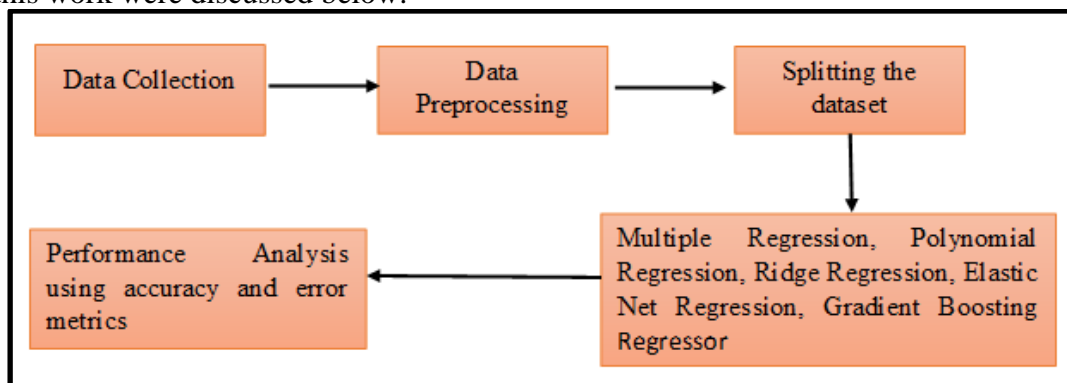 this work were discussed below.
Data Collection
Data
Preprocessing
Splitting the
dataset
Multiple Regression, Polynomial
Regression, Ridge Regression, Elastic
Net Regression, Gradient Boosting
Regressor
Performance Analysis
using accuracy and error
metrics